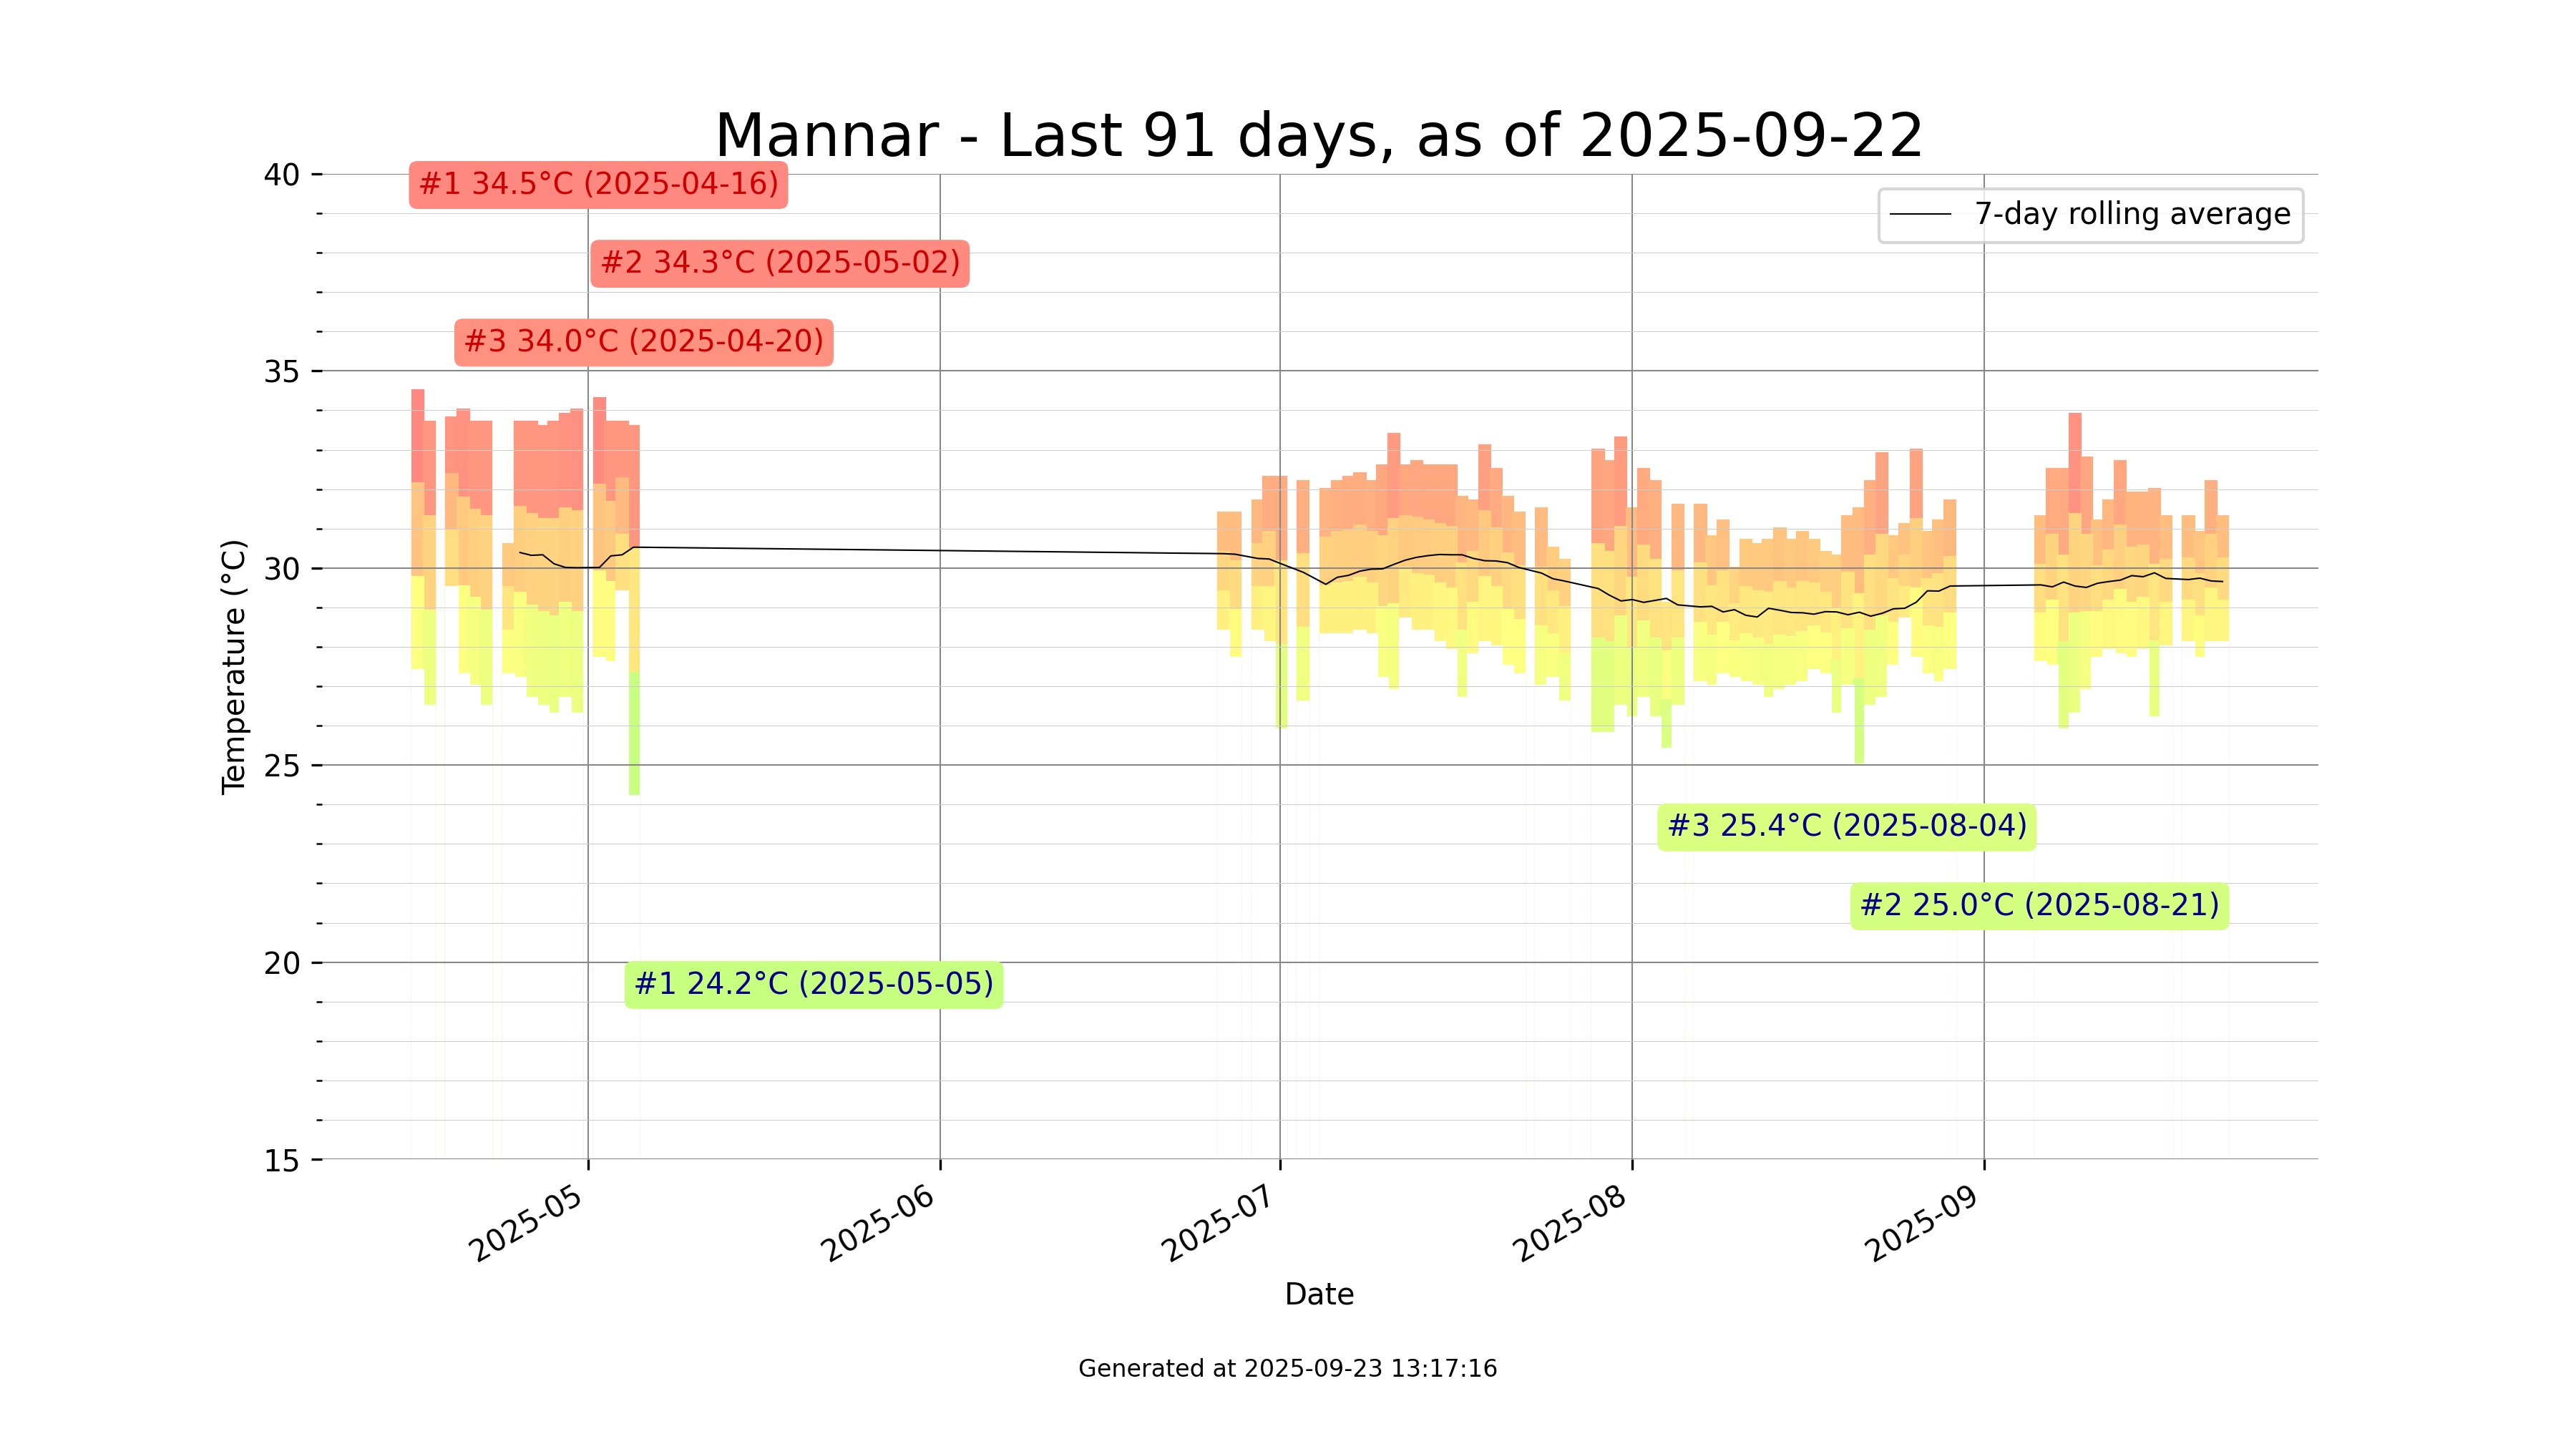 Mannar - Last 91 days, as of 2025-09-22
40
#1 34.5°C (2025-04-16)
7-day rolling average
#2 34.3°C (2025-05-02)
#3 34.0°C (2025-04-20)
35
30
Temperature (°C)
25
#3 25.4°C (2025-08-04)
#2 25.0°C (2025-08-21)
20
#1 24.2°C (2025-05-05)
15
2025-05
2025-06
2025-07
2025-08
2025-09
Date
Generated at 2025-09-23 13:17:16